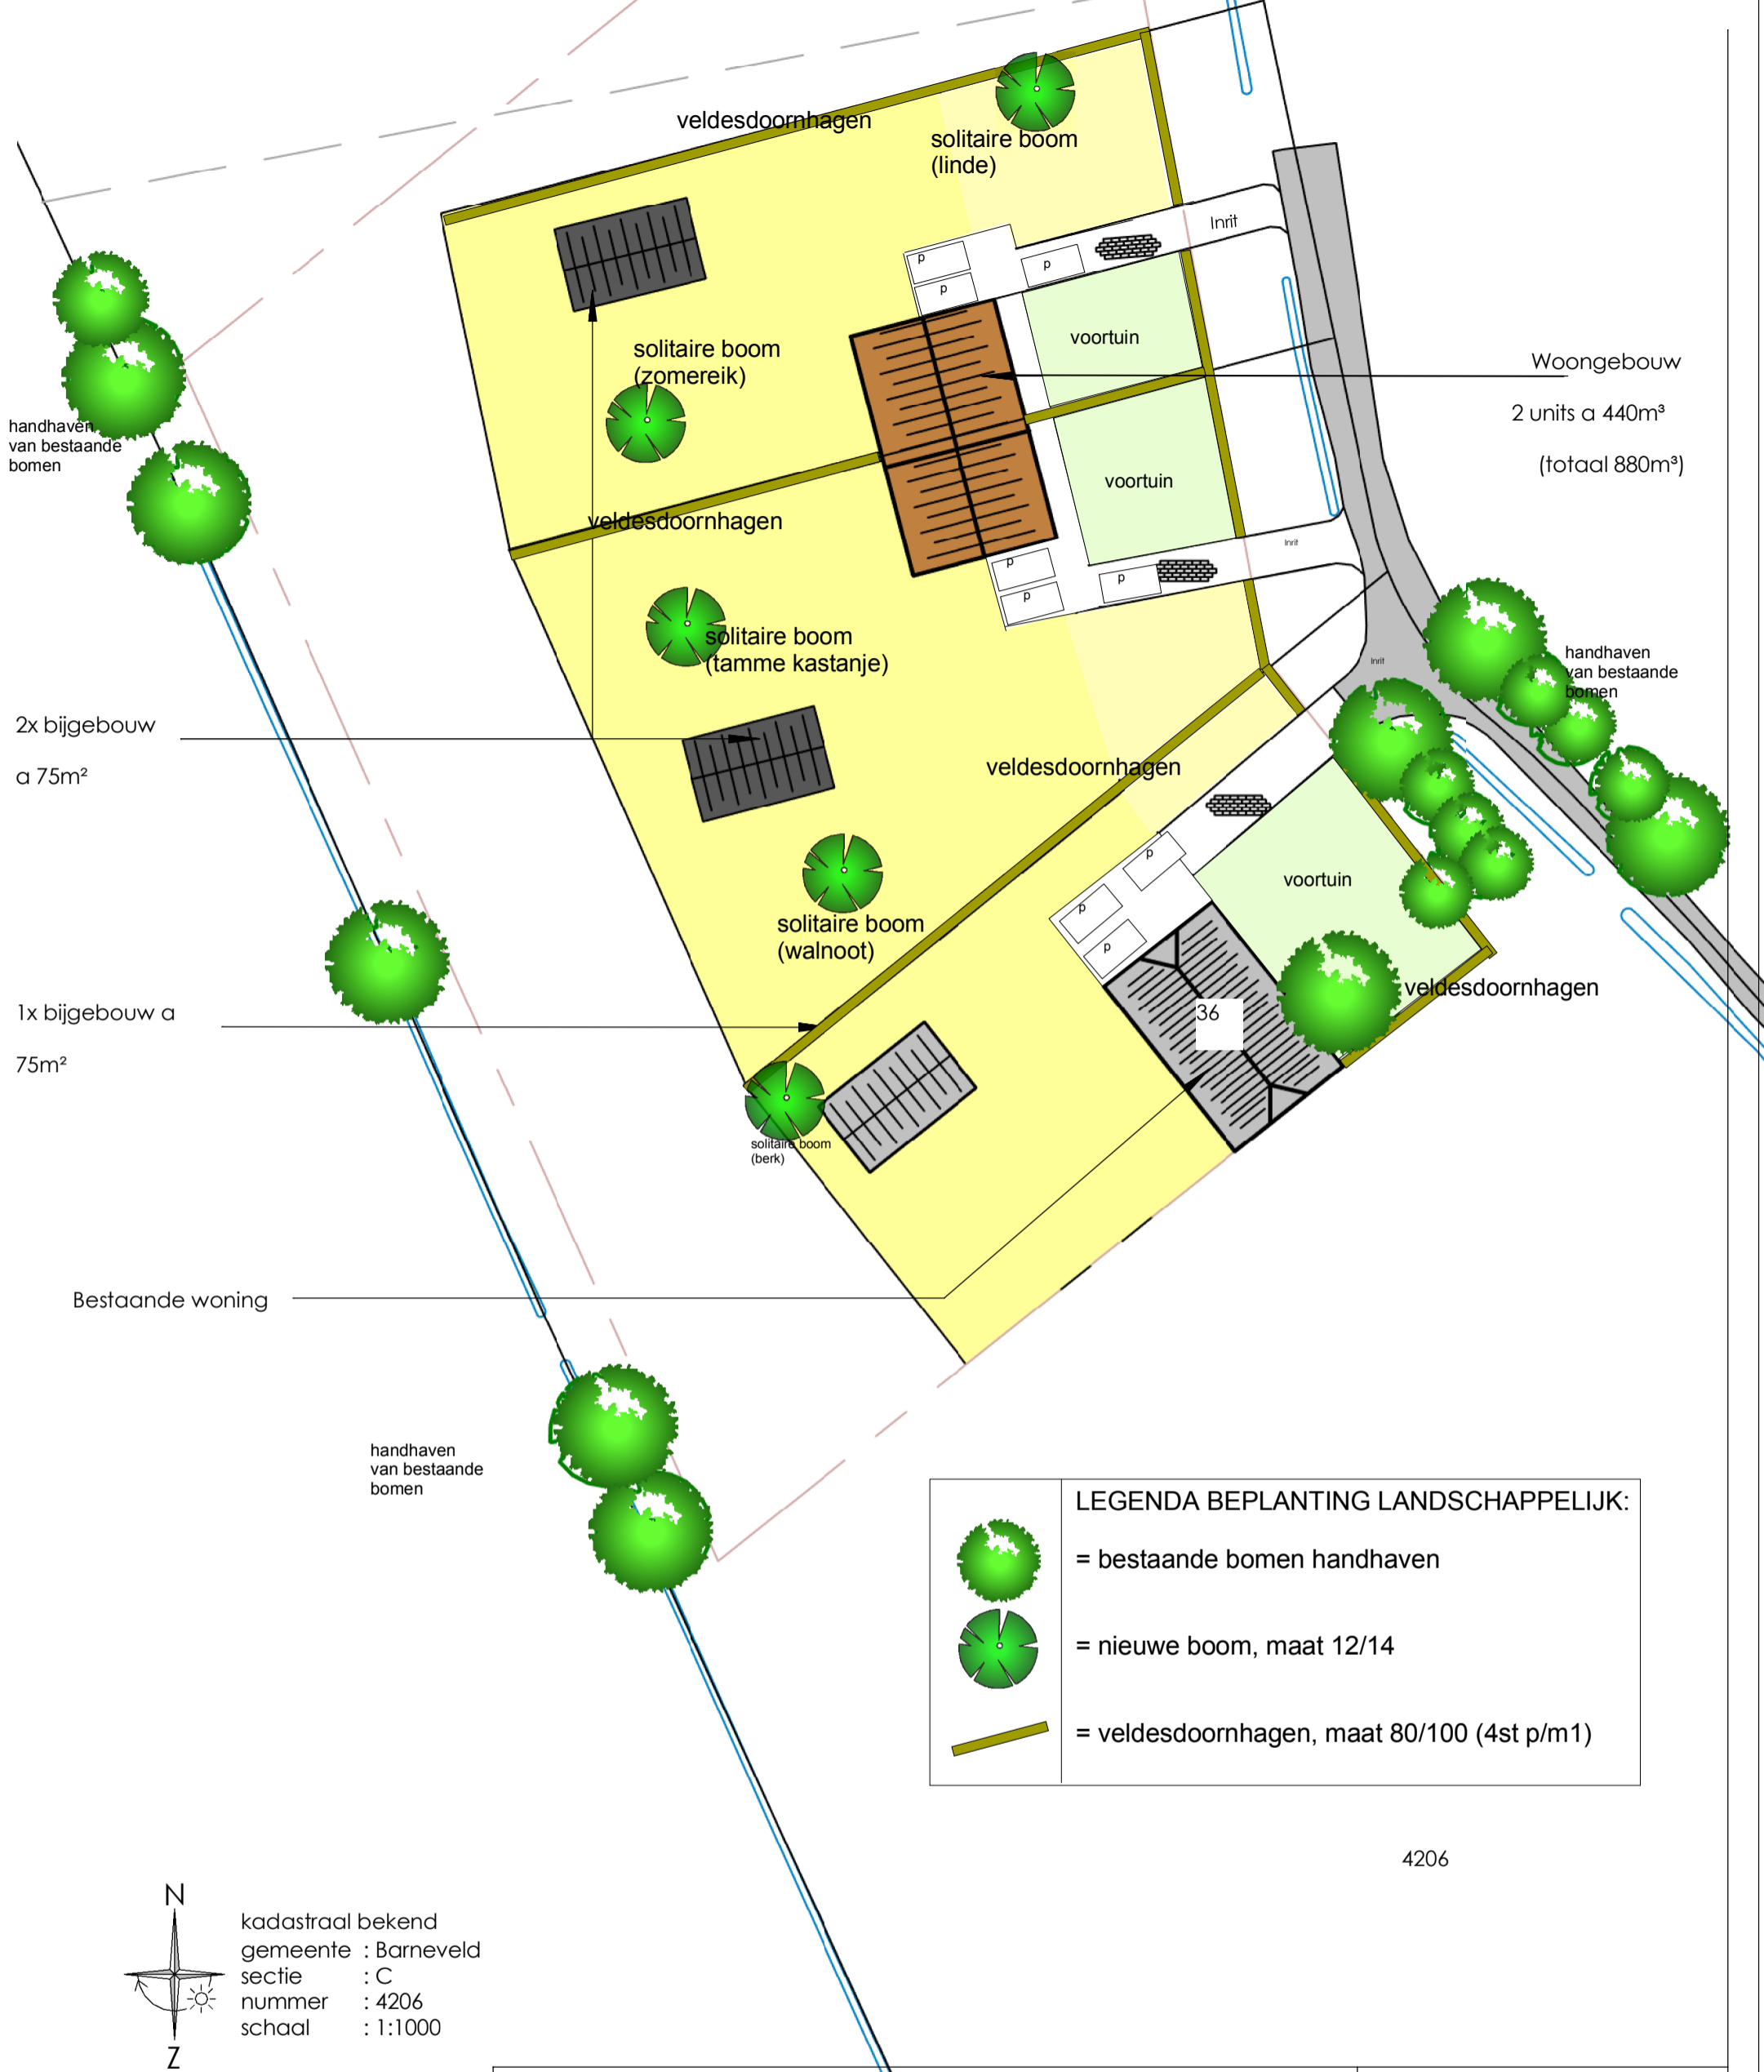 veldesdoornhagen
solitaire boom
(linde)
Inrit
p
p
p
solitaire boom
(zomereik)
voortuin
Woongebouw
2 units a 440m³
(totaal 880m³)
handhaven
van bestaande
bomen
voortuin
veldesdoornhagen
Inrit
p
p
p
solitaire boom
(tamme kastanje)
Inrit
handhaven
van bestaande
bomen
2x bijgebouw
a 75m²
veldesdoornhagen
p
p
p
voortuin
solitaire boom
(walnoot)
veldesdoornhagen
36
1x bijgebouw a
75m²
solitaire boom
(berk)
Bestaande woning
handhaven
van bestaande
bomen
LEGENDA BEPLANTING LANDSCHAPPELIJK:
= bestaande bomen handhaven
= nieuwe boom, maat 12/14
= veldesdoornhagen, maat 80/100 (4st p/m1)
4206
N
Z
kadastraal bekend
gemeente : Barneveld
sectie : C
nummer : 4206
schaal : 1:1000